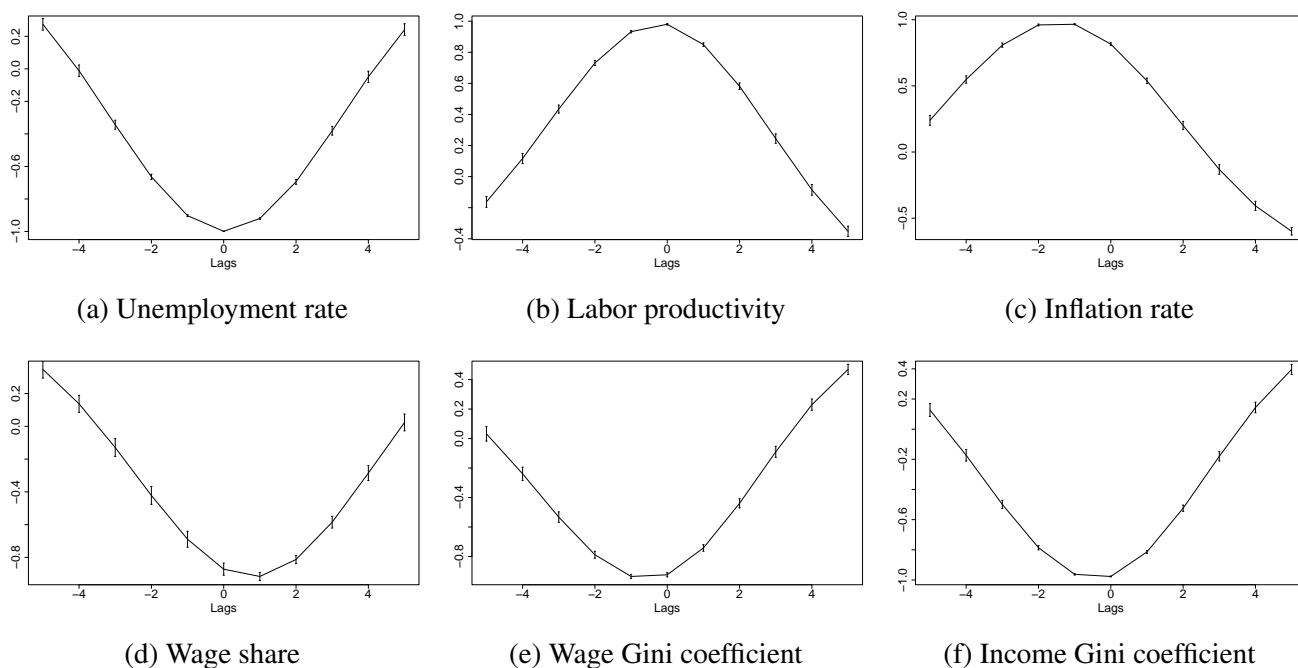 0.2
0.0
−0.2
−0.6
−1.0
−4 −2 0 2 4
Lags
(a) Unemployment rate
1.0
0.8
0.6
0.4
0.2
0.0
−0.4
−4 −2 0 2 4
Lags
(b) Labor productivity
1.0
0.5
0.0
−0.5
−4 −2 0 2 4
Lags
(c) Inflation rate
0.2
0.0
−0.4
−0.8
−4 −2 0 2 4
Lags
(d) Wage share
0.4
0.2
0.0
−0.4
−0.8
−4 −2 0 2 4
Lags
(e) Wage Gini coefficient
0.4
0.2
−0.2
−0.6
−1.0
−4 −2 0 2 4
Lags
(f) Income Gini coefficient